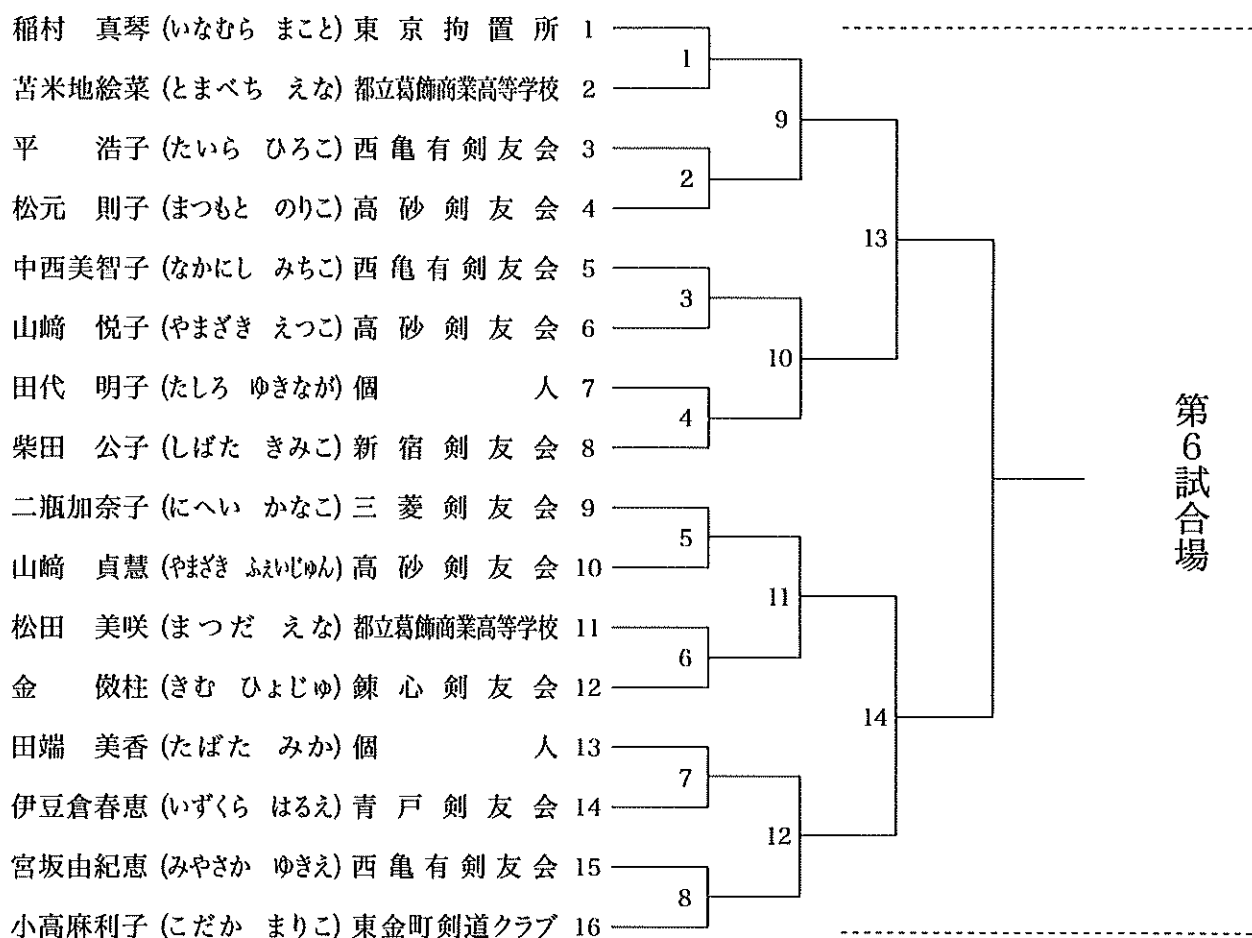 稲村 真琴 (いなむら まこと) 東京拘置所 1
苫米地絵菜 (とまべち えな) 都立葛飾商業高等学校 2
平 浩子 (たいら ひろこ) 西亀有剣友会 3
松元 則子 (まつもと のりこ) 高砂剣友会 4
中西美智子 (なかにし みちこ) 西亀有剣友会 5
山﨑 悦子 (やまざき えつこ) 高砂剣友会 6
田代 明子 (たしろ ゆきなが) 個人 7
柴田 公子 (しばた きみこ) 新宿剣友会 8
二瓶加奈子 (にへい かなこ) 三菱剣友会 9
山﨑 貞慧 (やまざき ふぇいじゅん) 高砂剣友会 10
松田 美咲 (まつだ えな) 都立葛飾商業高等学校 11
金 傚柱 (きむ ひょじゅ) 錬心剣友会 12
田端 美香 (たばた みか) 個人 13
伊豆倉春恵 (いずくら はるえ) 青戸剣友会 14
宮坂由紀恵 (みやさか ゆきえ) 西亀有剣友会 15
小高麻利子 (こだか まりこ) 東金町剣道クラブ 16
1
2
3
4
5
6
7
8
9
10
11
12
13
14
第6試合場